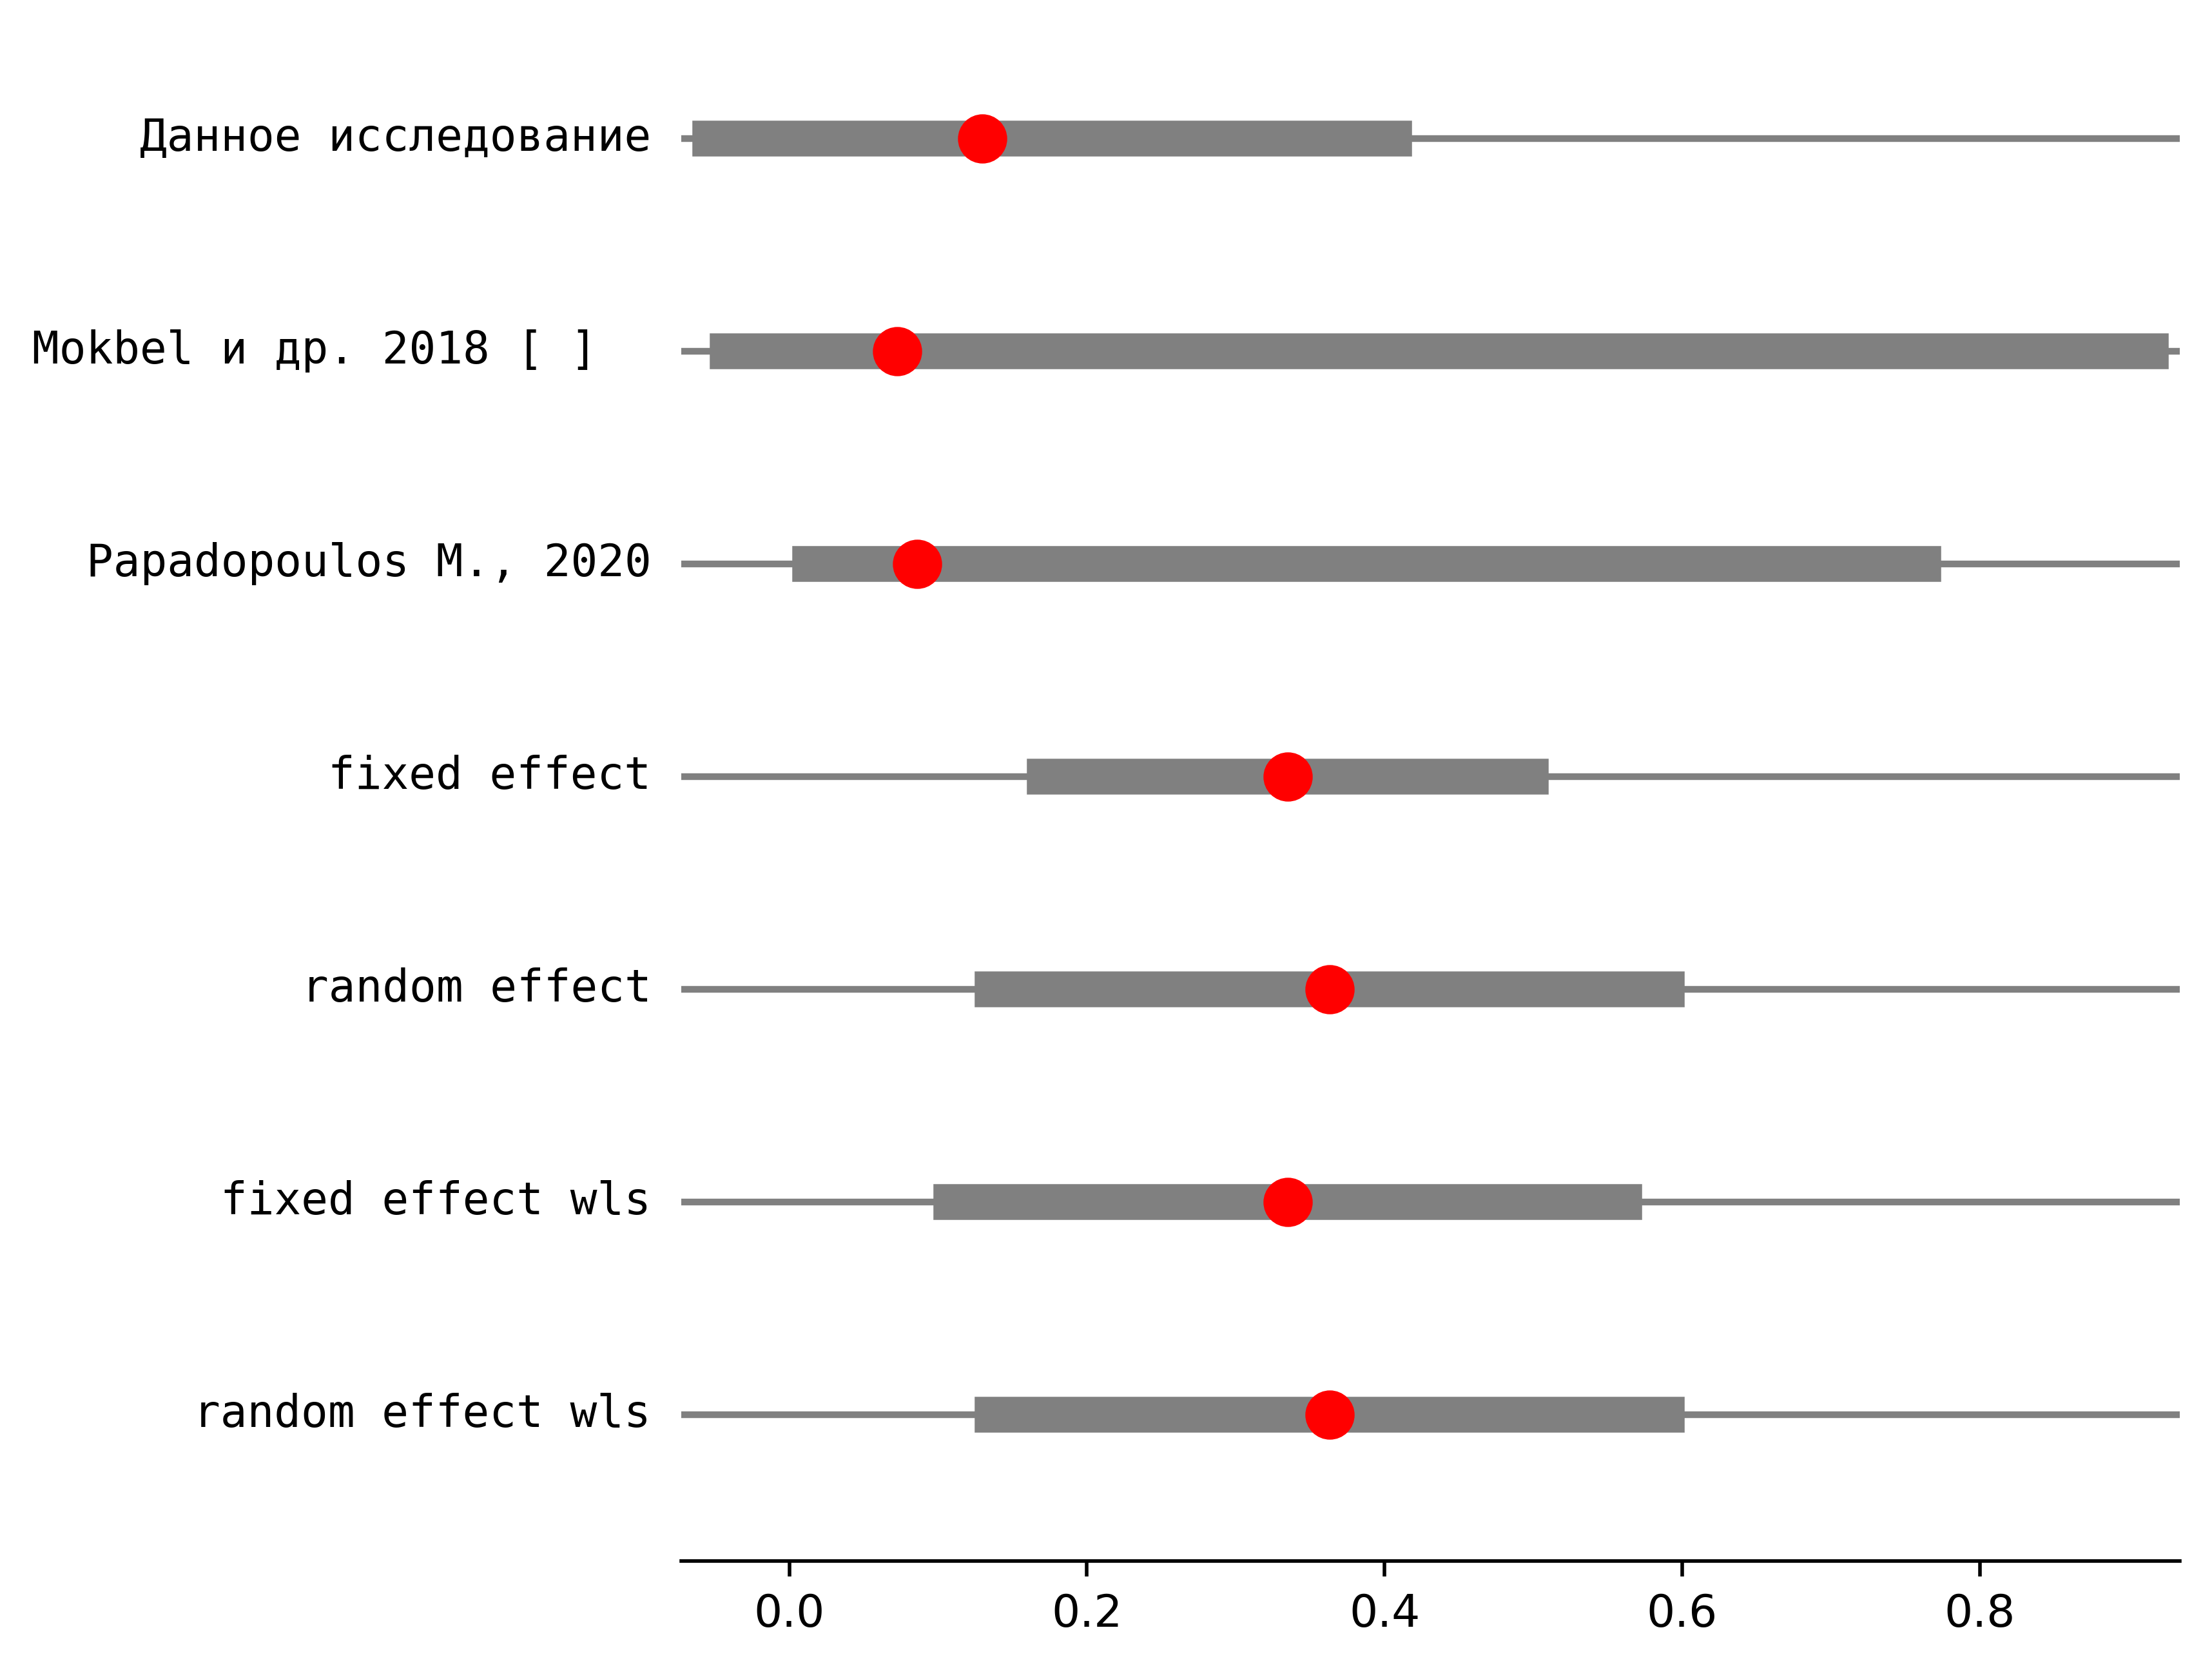 Данное исследование
Mokbel и др. 2018 [ ]
Papadopoulos M., 2020
fixed effect
random effect
fixed effect wls
random effect wls
0.0 0.2 0.4 0.6 0.8